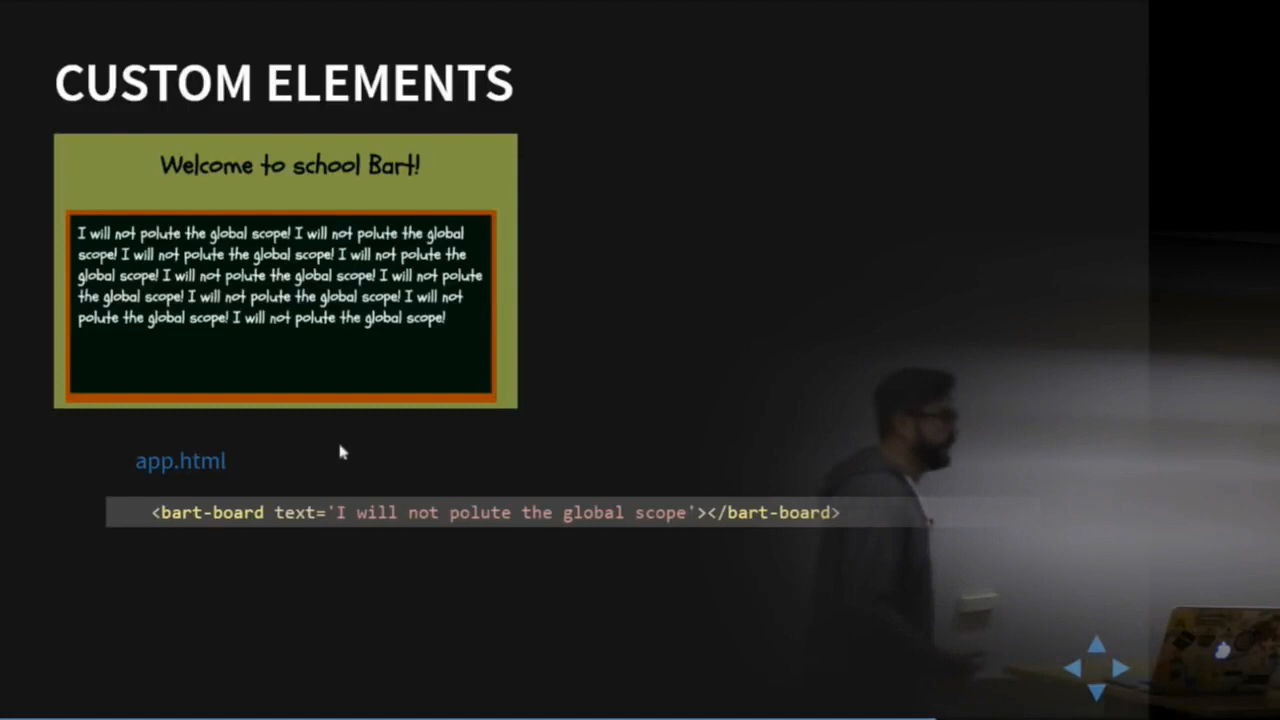 CUSTOM ELEMENTS
Welcome to school Bart!
I will not polute the global scope! I will not polute the global
scope! I will not polute the global scope! I will not polute the
global scope! I will not polute the global scope! I will not polute
the global scope! I will not polute the global scope! I will not
polute the global scope! I will not polute the global scope!
app.html
<bart-board text='I will not polute the global scope'></bart-board>